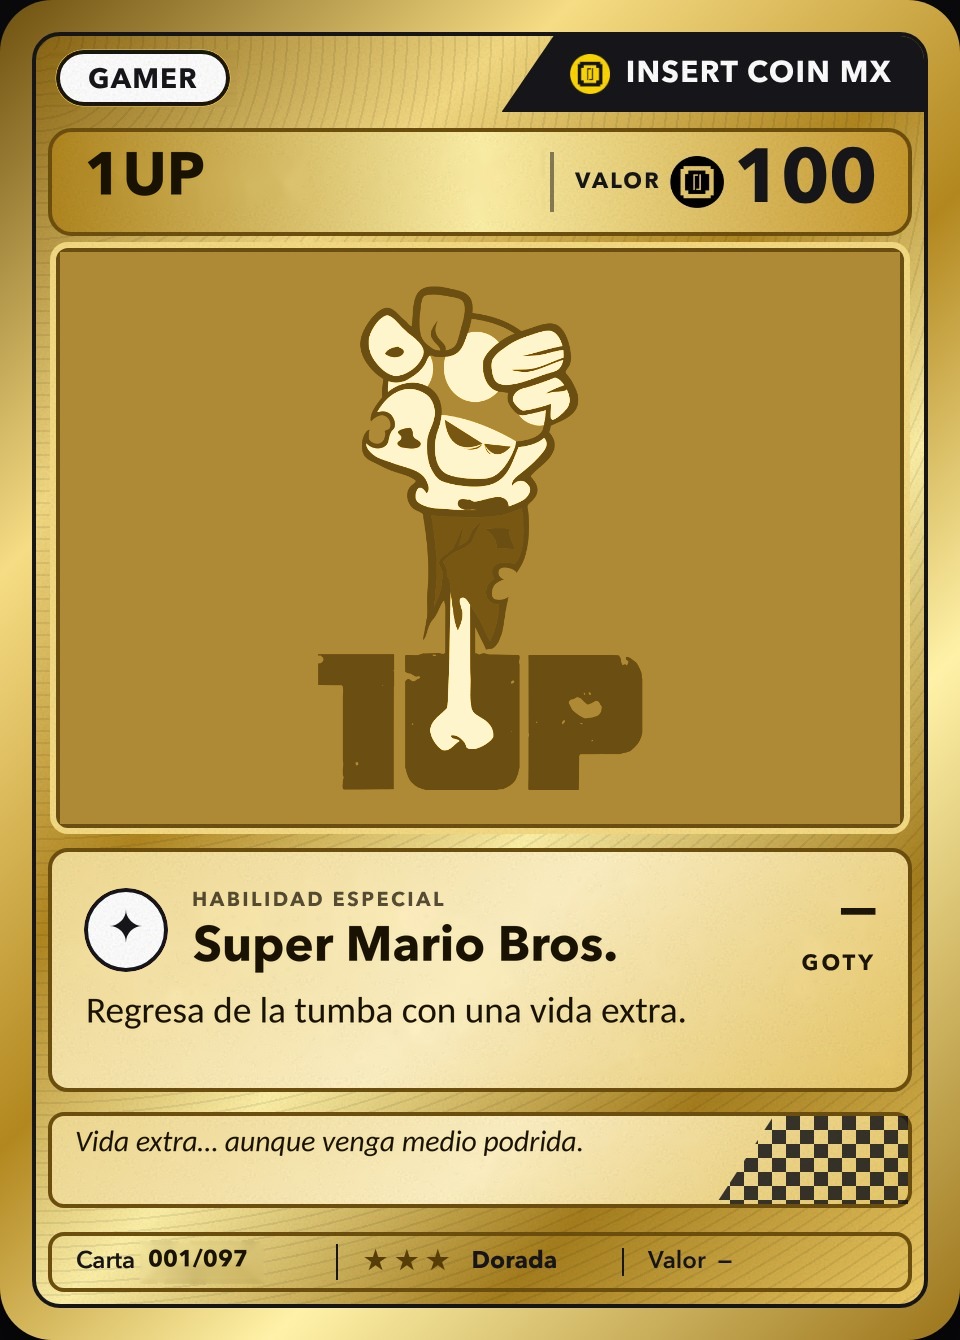 GAMER
INSERT COIN MX
1UP
VALOR 100
1UP
HABILIDAD ESPECIAL
Super Mario Bros.
–
GOTY
Regresa de la tumba con una vida extra.
Vida extra... aunque venga medio podrida.
Carta 001/097 ★★★ Dorada Valor –